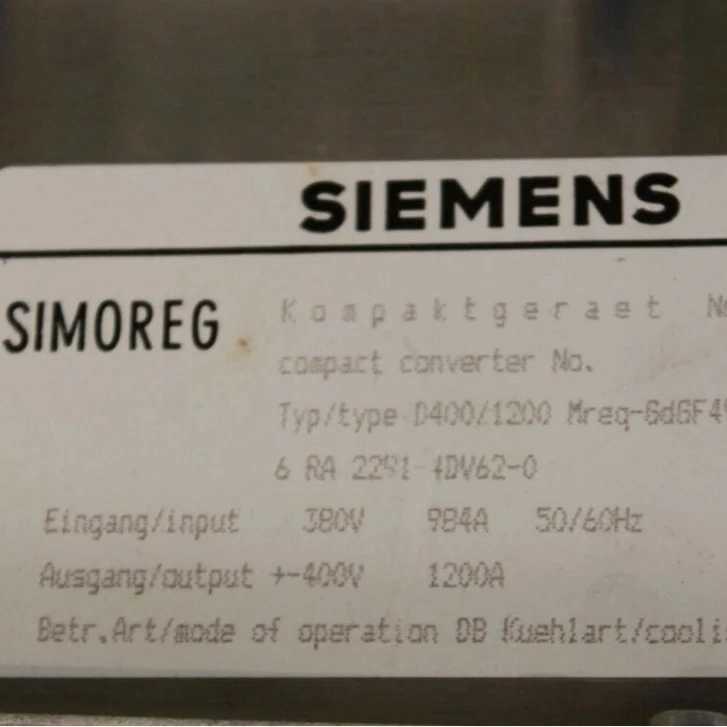 SIEMENS
SIMOREG Kompaktgeraet
compact converter No.
Typ/type D400/1200 Mreq-GdGF4
6 RA 2291-4DV62-0
Eingang/input 380V 984A 50/60Hz
Ausgang/output +-400V 1200A
Betr.Art/mode of operation DB Kuehlart/cooli